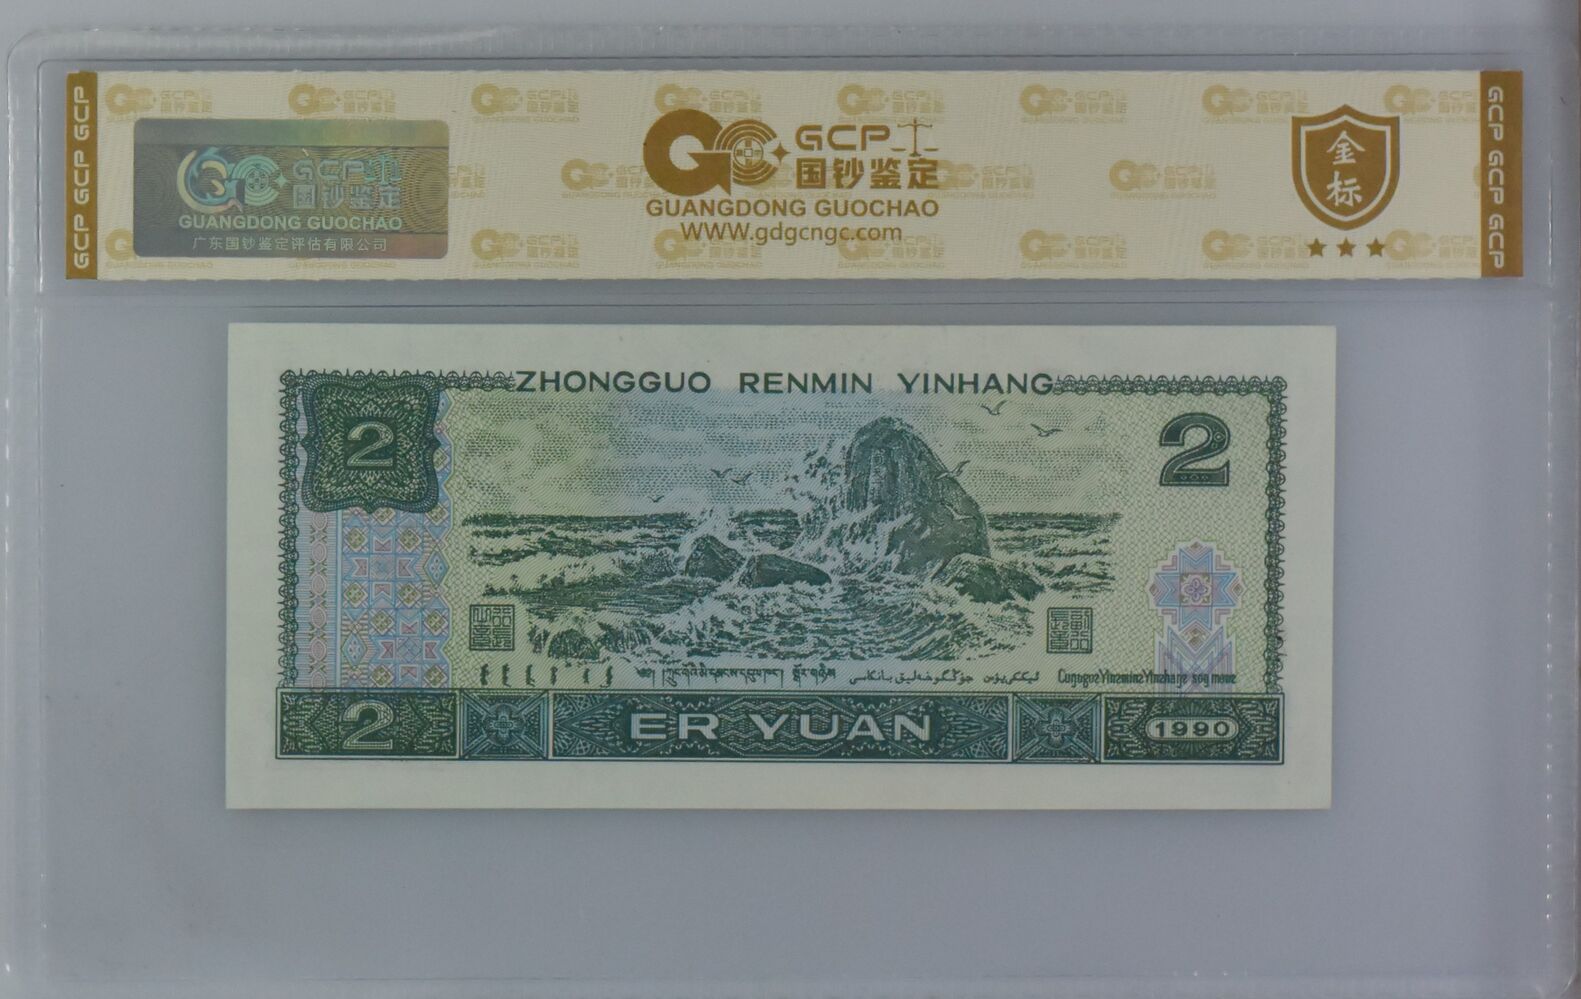 GCP GCP GCP
GCP
国钞鉴定
GUANGDONG GUOCHAO
广东国钞鉴定评估有限公司
GCP
国钞鉴定
GUANGDONG GUOCHAO
WWW.gdgcngc.com
金
标
GCP GCP GCP
ZHONGGUO RENMIN YINHANG
2
2
2
ER YUAN
1990